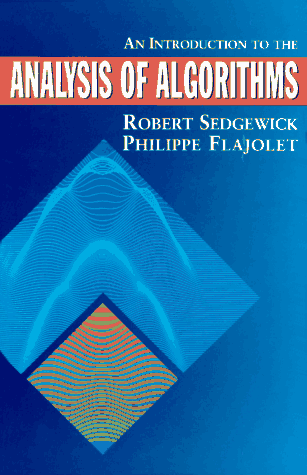 AN INTRODUCTION TO THE
ANALYSIS OF ALGORITHMS
ROBERT SEDGEWICK
PHILIPPE FLAJOLET